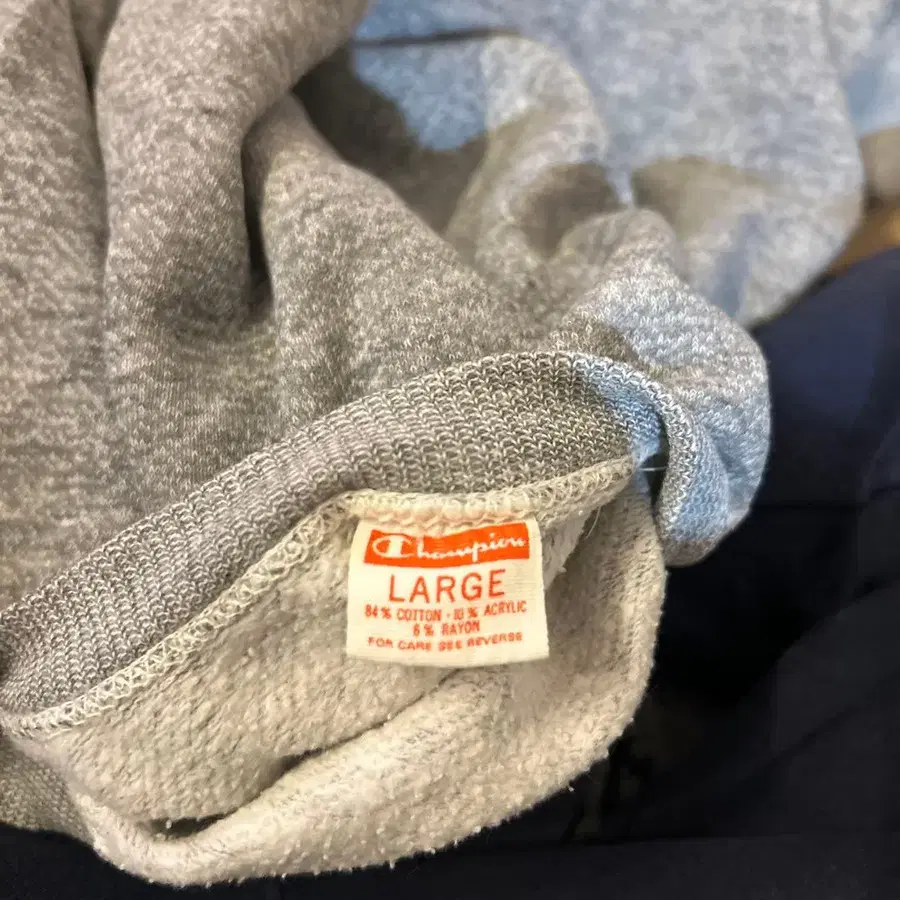 Champion
LARGE
84% COTTON · 10% ACRYLIC
6% RAYON
FOR CARE SEE REVERSE